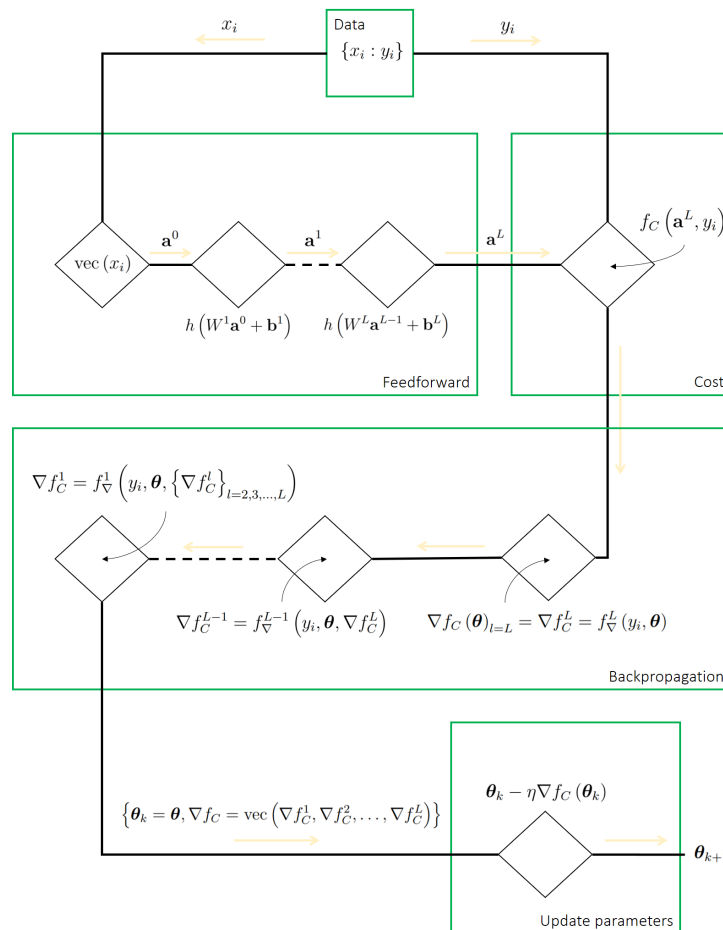 Data
x_i
y_i
{x_i : y_i}
f_C (a^L, y_i)
a^0
a^1
a^L
vec (x_i)
h (W^1 a^0 + b^1)
h (W^L a^{L-1} + b^L)
Feedforward
Cost
∇f_C^1 = f_∇^1 (y_i, θ, {∇f_C^l}_{l=2,3,...,L})
∇f_C^{L-1} = f_∇^{L-1} (y_i, θ, ∇f_C^L)
∇f_C (θ)_{l=L} = ∇f_C^L = f_∇^L (y_i, θ)
Backpropagation
θ_k − η∇f_C (θ_k)
{θ_k = θ, ∇f_C = vec (∇f_C^1, ∇f_C^2, . . . , ∇f_C^L)}
θ_{k+
Update parameters